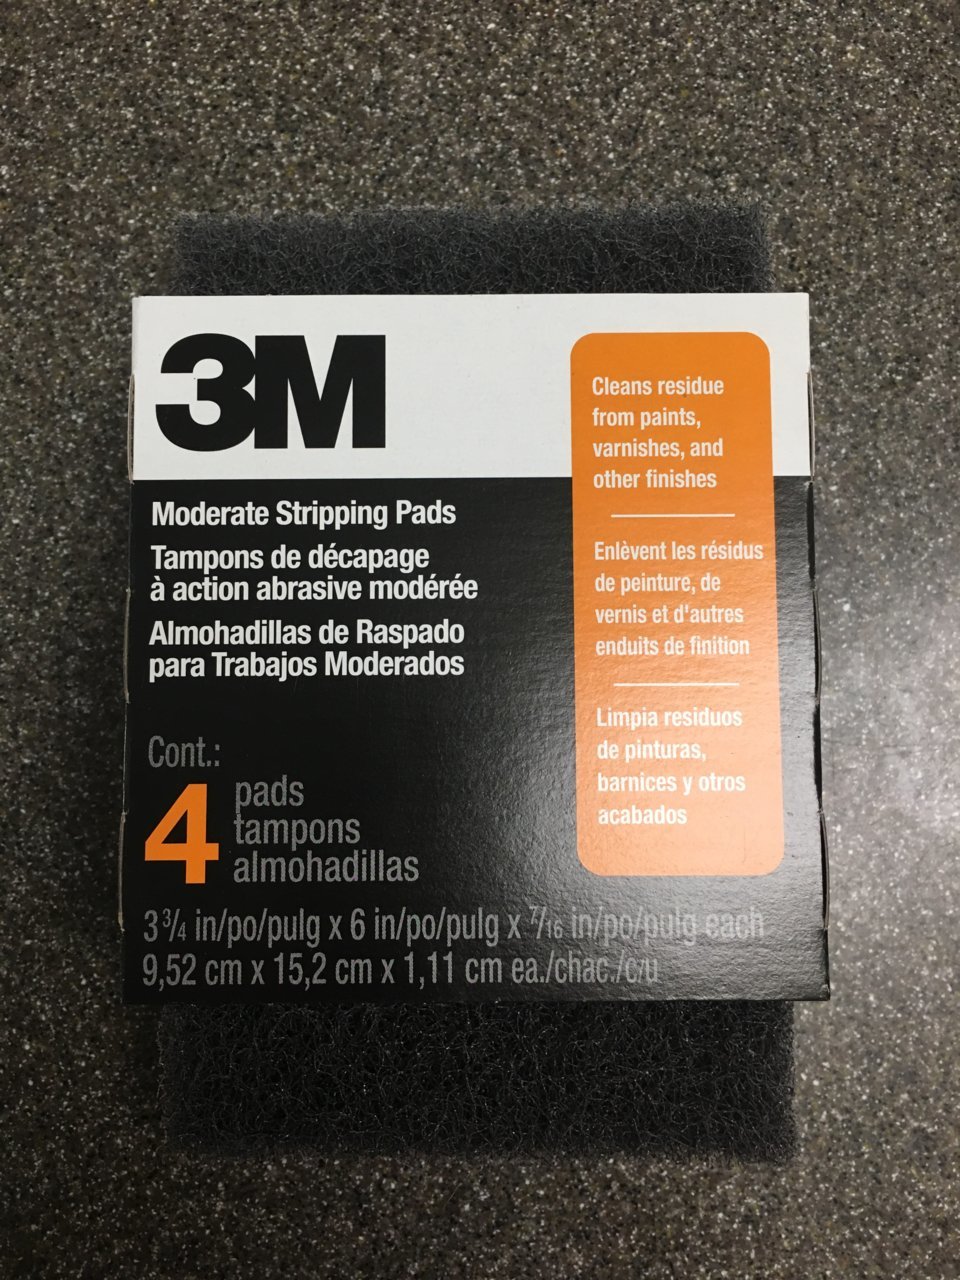 3M
Moderate Stripping Pads
Tampons de décapage
à action abrasive modérée
Almohadillas de Raspado
para Trabajos Moderados
Cont.:
4
pads
tampons
almohadillas
3 3/4 in/po/pulg x 6 in/po/pulg x 7/16 in/po/pulg each
9,52 cm x 15,2 cm x 1,11 cm ea./chac./c/u
Cleans residue
from paints,
varnishes, and
other finishes
Enlèvent les résidus
de peinture, de
vernis et d'autres
enduits de finition
Limpia residuos
de pinturas,
barnices y otros
acabados